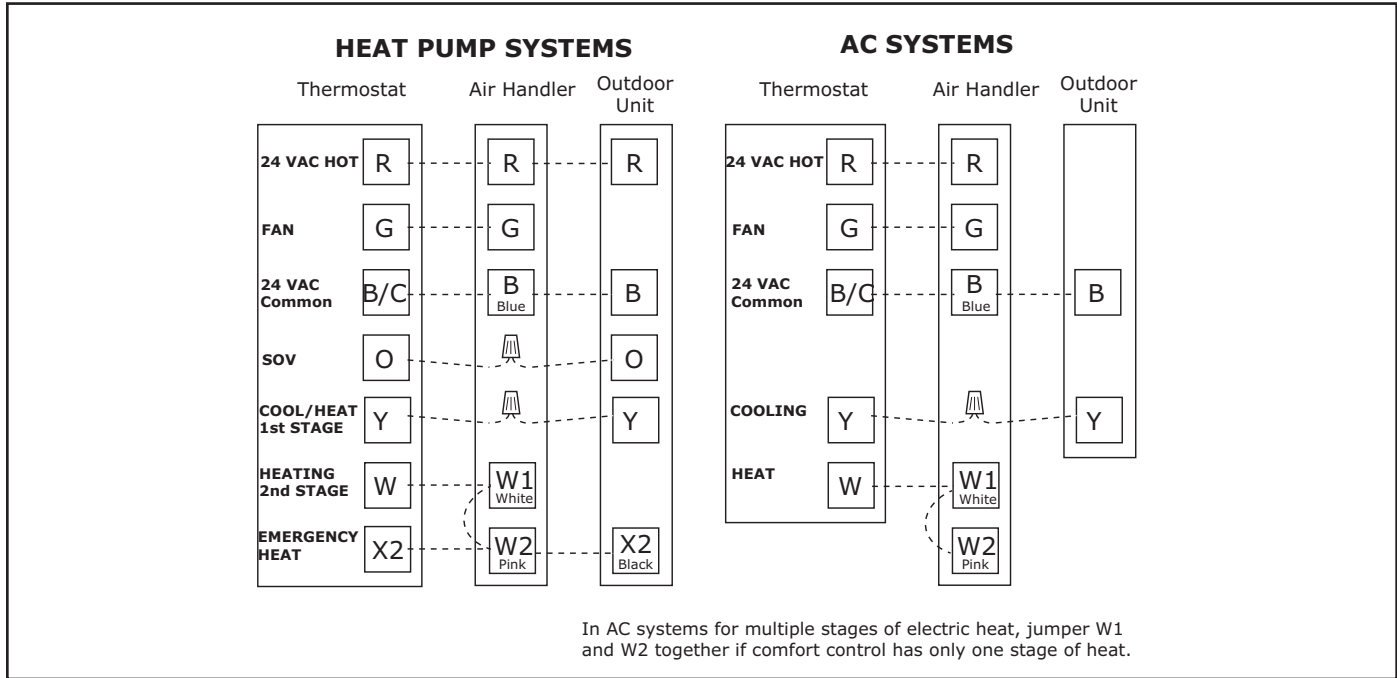 HEAT PUMP SYSTEMS
Thermostat
Air Handler
Outdoor
Unit
24 VAC HOT
R
R
R
FAN
G
G
24 VAC
Common
B/C
B
Blue
B
SOV
O
O
COOL/HEAT
1st STAGE
Y
Y
HEATING
2nd STAGE
W
W1
White
EMERGENCY
HEAT
X2
W2
Pink
X2
Black
AC SYSTEMS
Thermostat
Air Handler
Outdoor
Unit
24 VAC HOT
R
R
FAN
G
G
24 VAC
Common
B/C
B
Blue
B
COOLING
Y
Y
HEAT
W
W1
White
W2
Pink
In AC systems for multiple stages of electric heat, jumper W1
and W2 together if comfort control has only one stage of heat.